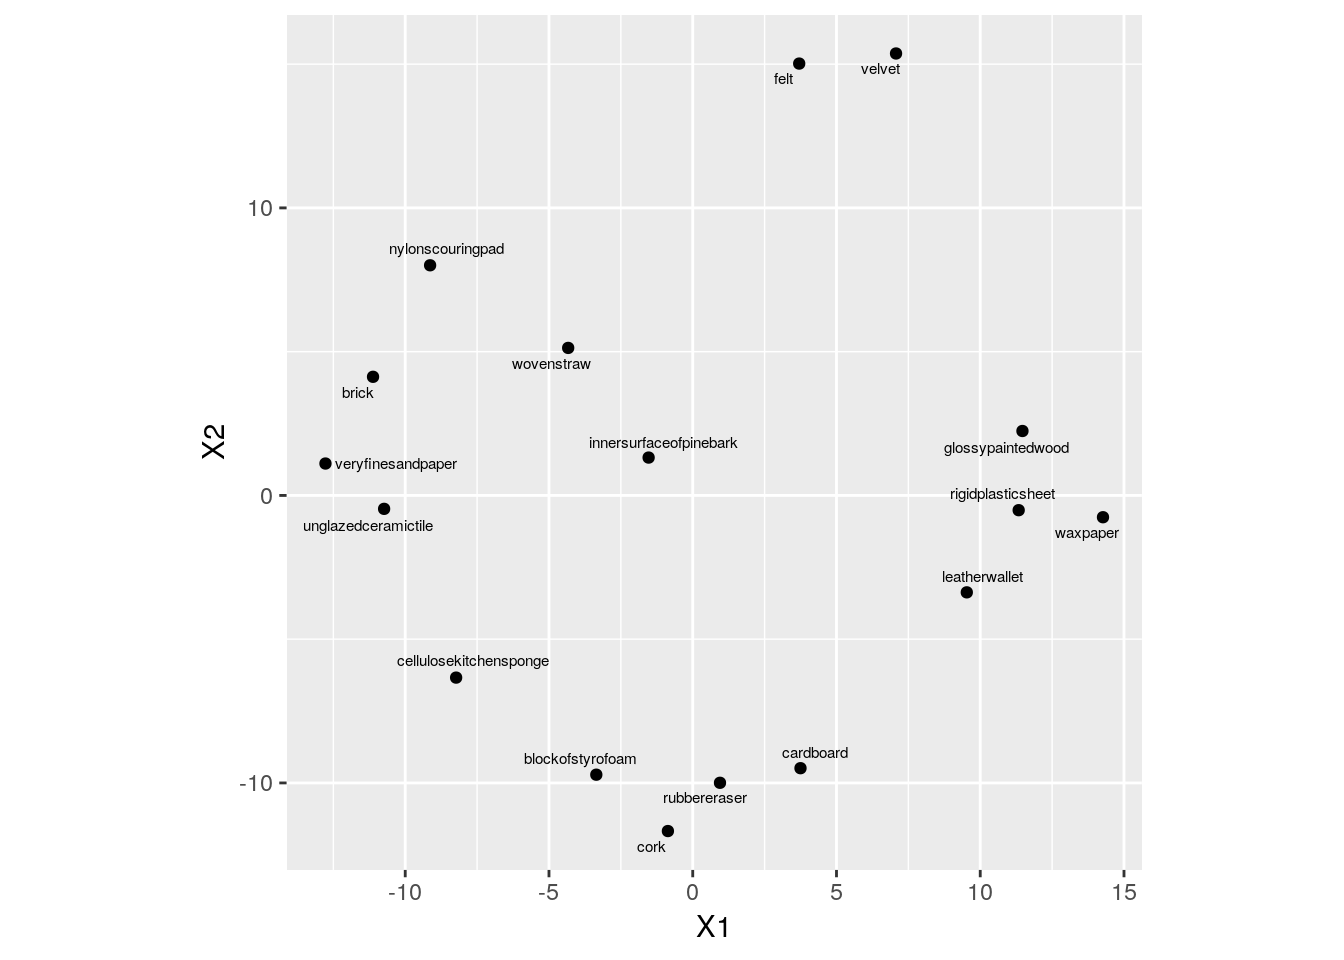 felt
velvet
10
nylonscouringpad
wovenstraw
brick
X2
innersurfaceofpinebark
glossypaintedwood
veryfinesandpaper
0
rigidplasticsheet
unglazedceramictile
waxpaper
leatherwallet
cellulosekitchensponge
cardboard
blockofstyrofoam
-10
rubbereraser
cork
-10 -5 0 5 10 15
X1